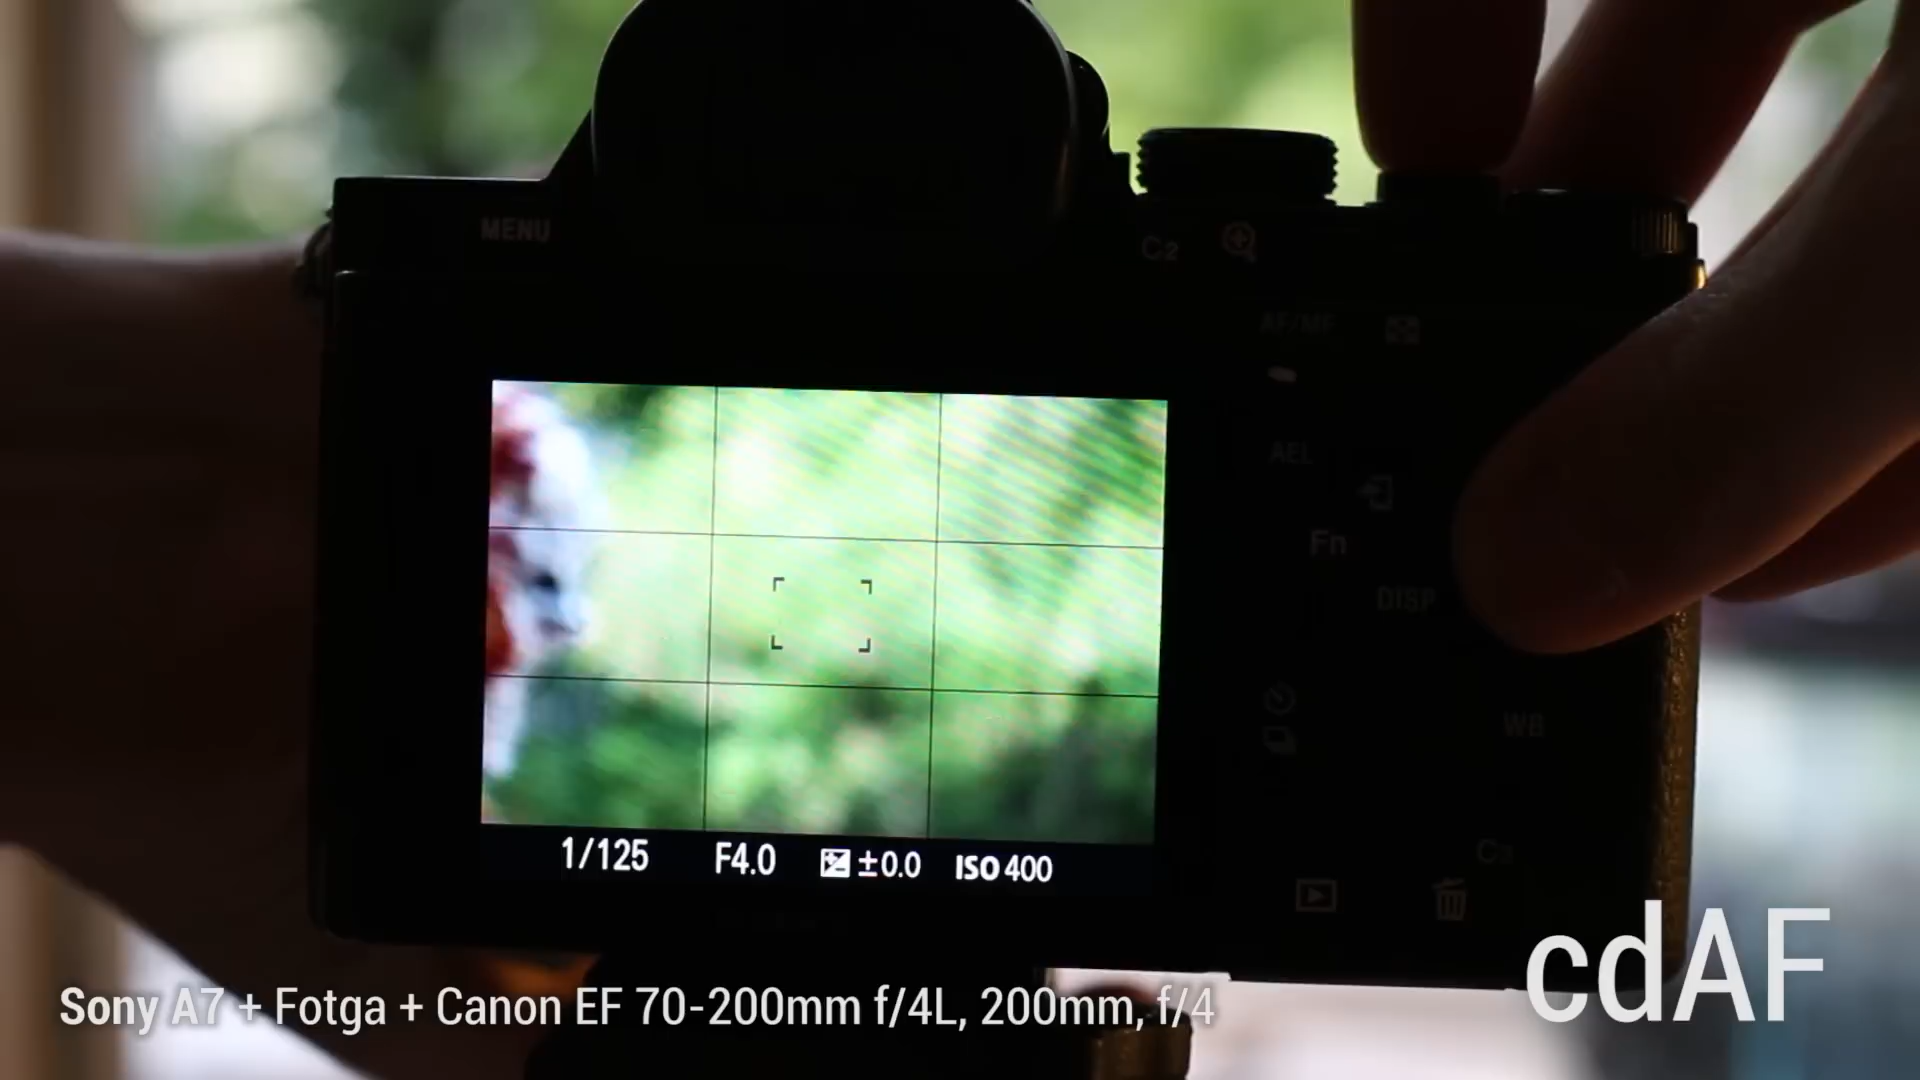 MENU
C2
AF/MF
AEL
Fn
DISP
WB
C3
1/125 F4.0 ±0.0 ISO 400
cdAF
Sony A7 + Fotga + Canon EF 70-200mm f/4L, 200mm, f/4